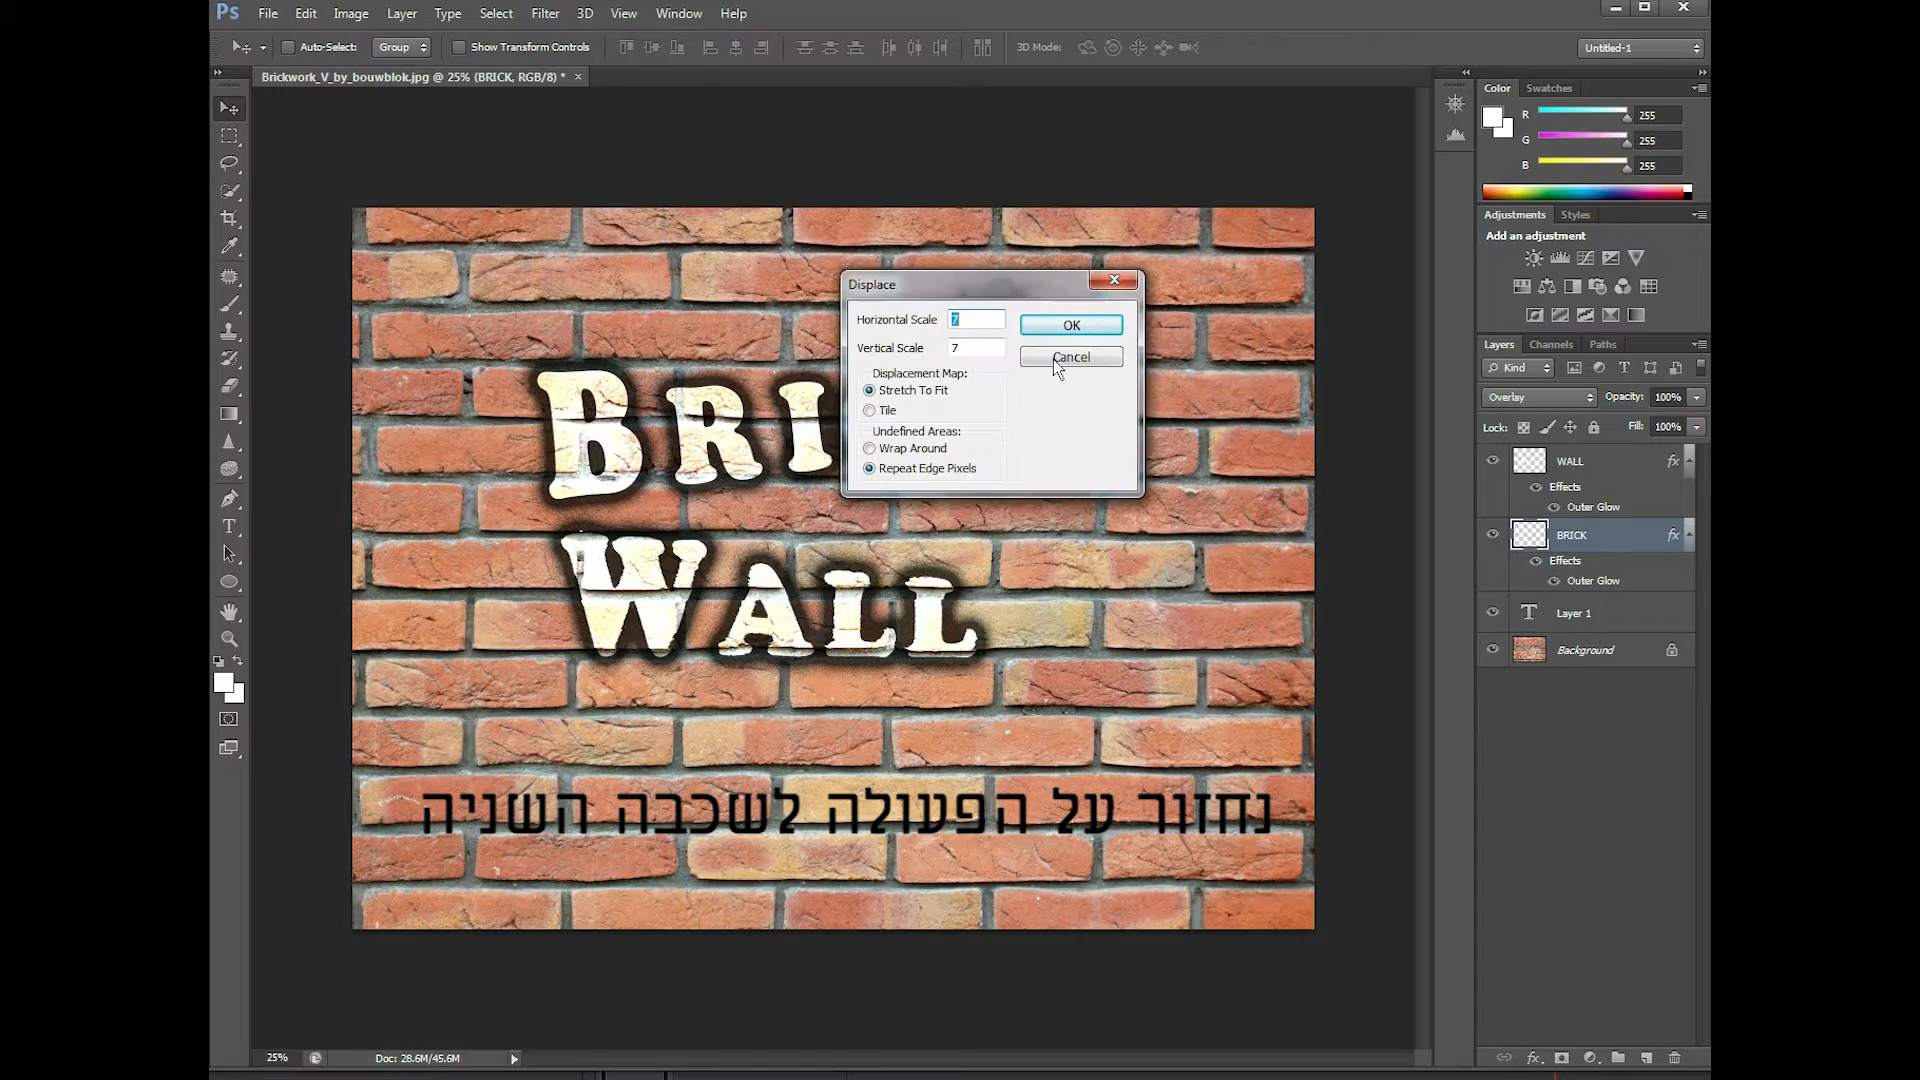 Ps File Edit Image Layer Type Select Filter 3D View Window Help
Auto-Select: Group Show Transform Controls 3D Mode: Untitled-1
Brickwork_V_by_bouwblok.jpg @ 25% (BRICK, RGB/8) * ×
Color Swatches
R 255
G 255
B 255
Adjustments Styles
Add an adjustment
Layers Channels Paths
Kind
Overlay Opacity: 100%
Lock: Fill: 100%
WALL fx
Effects
Outer Glow
BRICK fx
Effects
Outer Glow
T Layer 1
Background
Displace
Horizontal Scale 7 OK
Vertical Scale 7 Cancel
Displacement Map:
Stretch To Fit
Tile
Undefined Areas:
Wrap Around
Repeat Edge Pixels
BRI
WALL
נחזור על הפעולה לשכבה השניה
25% Doc: 28.6M/45.6M